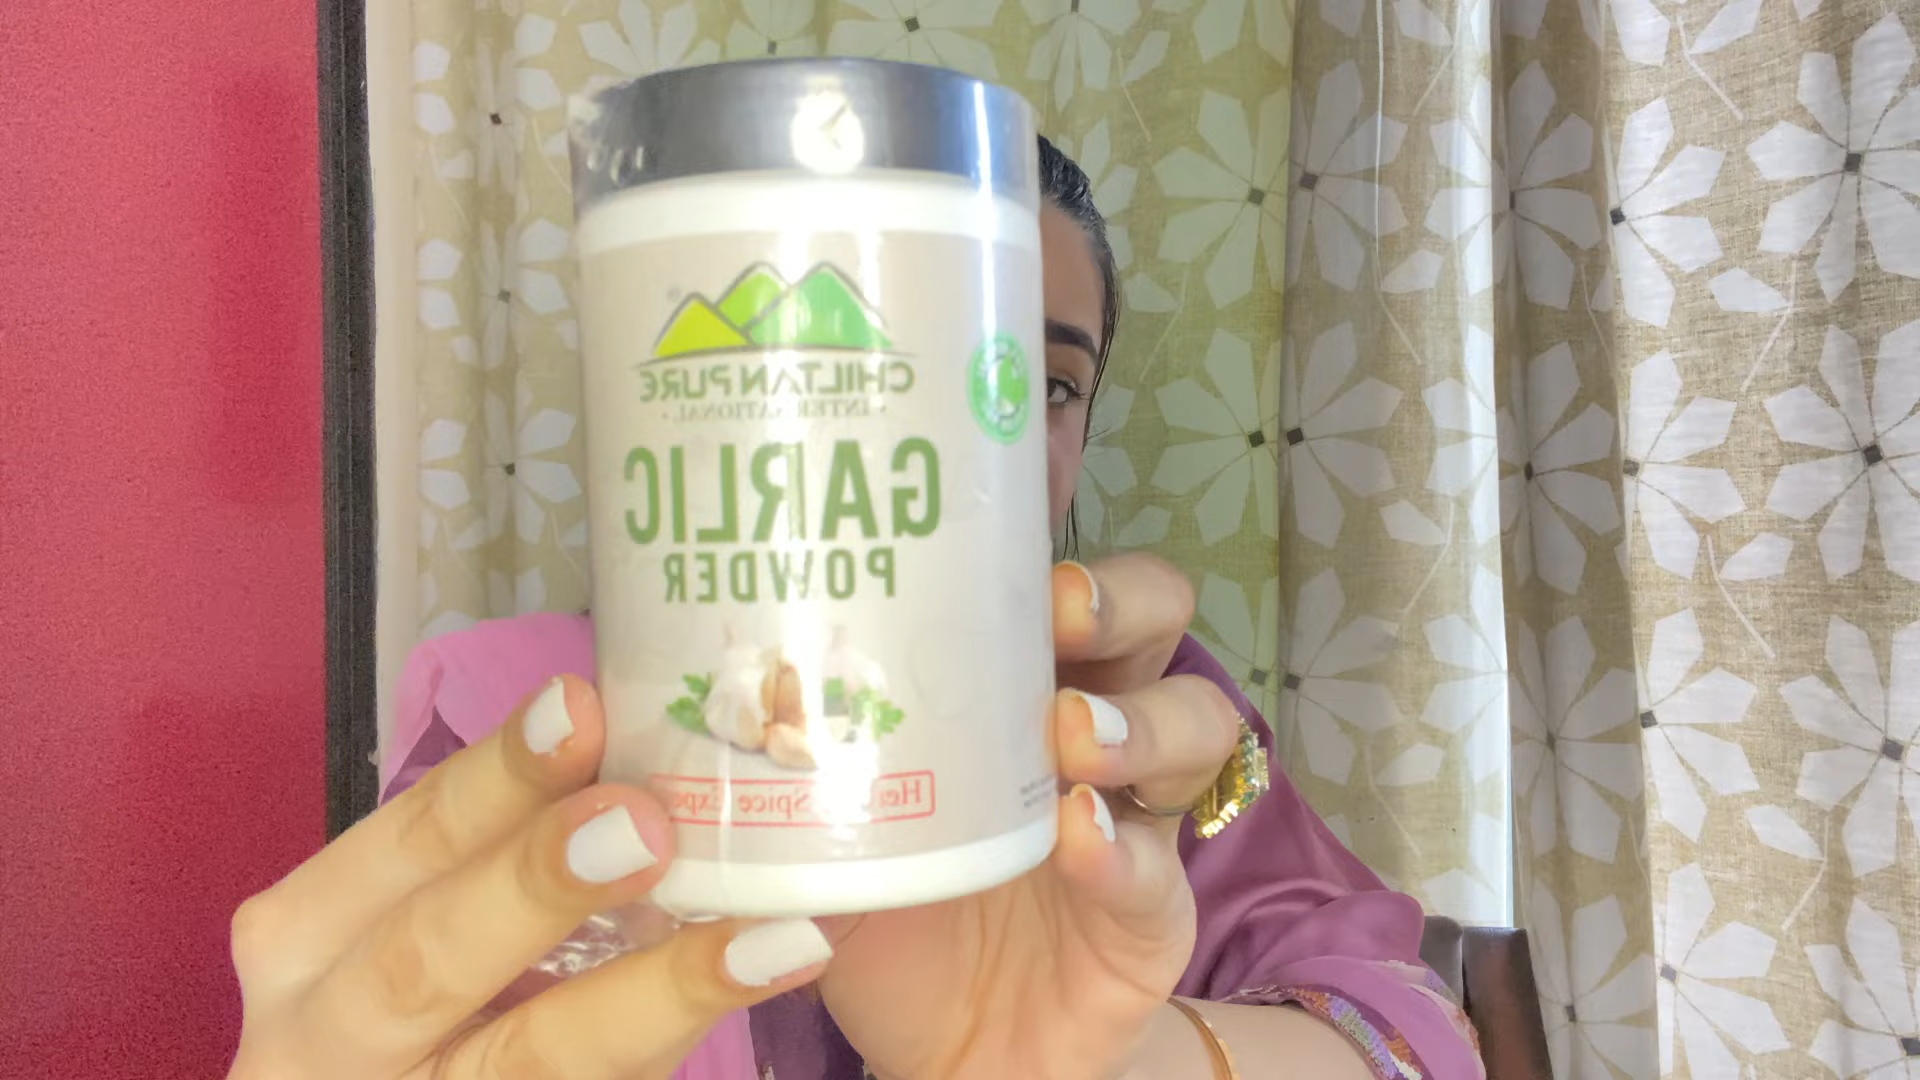 CHILTAN PURE
INTERNATIONAL
GARLIC
POWDER
Spice